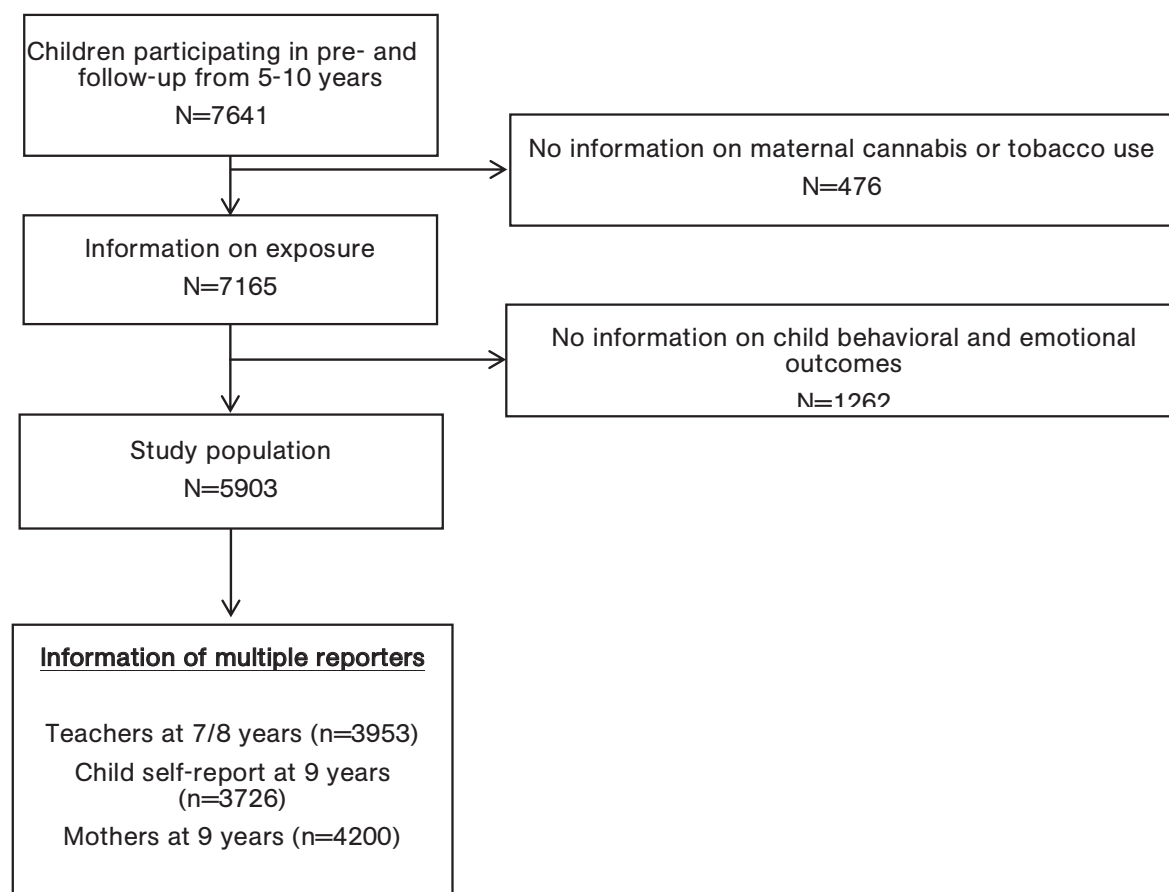 Children participating in pre- and
follow-up from 5-10 years
N=7641
No information on maternal cannabis or tobacco use
N=476
Information on exposure
N=7165
No information on child behavioral and emotional
outcomes
N=1262
Study population
N=5903
Information of multiple reporters
Teachers at 7/8 years (n=3953)
Child self-report at 9 years
(n=3726)
Mothers at 9 years (n=4200)